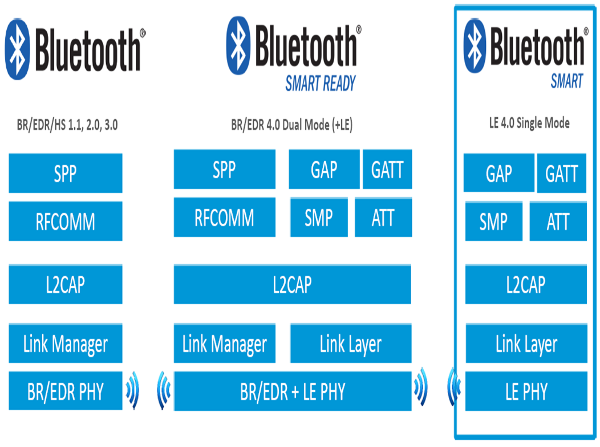 Bluetooth®
BR/EDR/HS 1.1, 2.0, 3.0
SPP
RFCOMM
L2CAP
Link Manager
BR/EDR PHY
Bluetooth®
SMART READY
BR/EDR 4.0 Dual Mode (+LE)
SPP GAP GATT
RFCOMM SMP ATT
L2CAP
Link Manager Link Layer
BR/EDR + LE PHY
Bluetooth®
SMART
LE 4.0 Single Mode
GAP GATT
SMP ATT
L2CAP
Link Layer
LE PHY